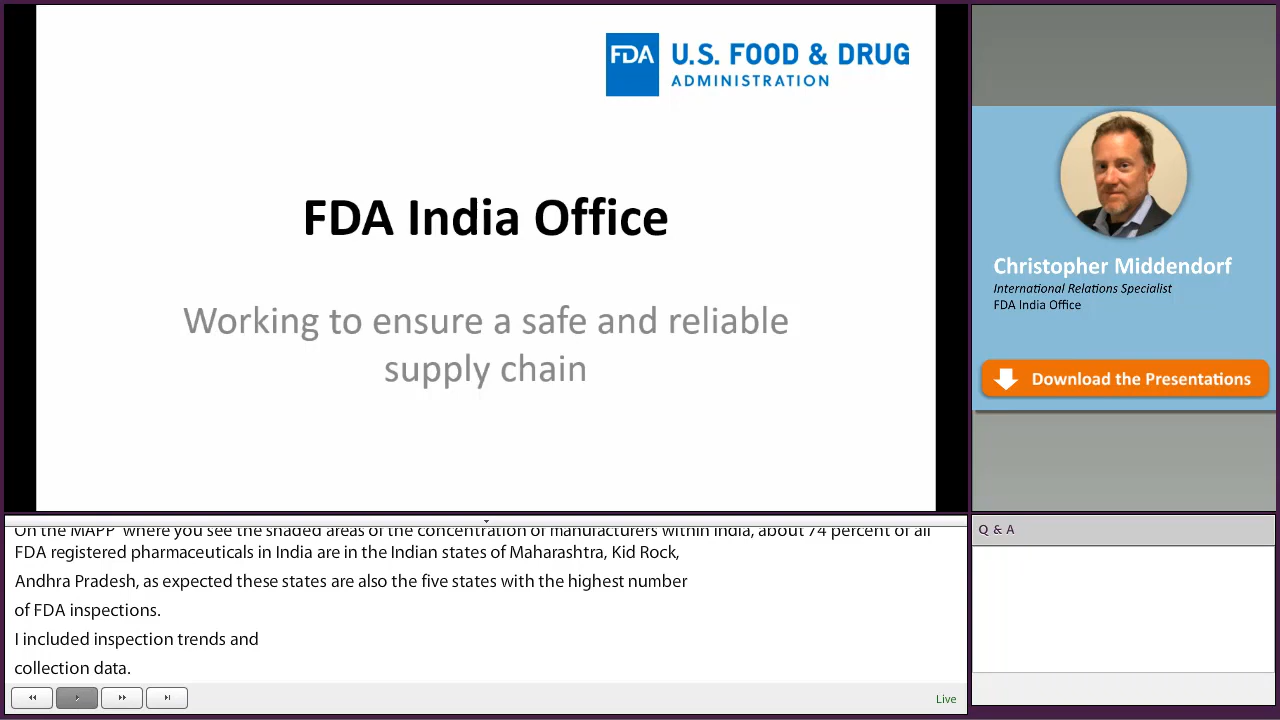 FDA
U.S. FOOD & DRUG
ADMINISTRATION
FDA India Office
Working to ensure a safe and reliable
supply chain
Christopher Middendorf
International Relations Specialist
FDA India Office
Download the Presentations
On the MAPP where you see the shaded areas of the concentration of manufacturers within India, about 74 percent of all
FDA registered pharmaceuticals in India are in the Indian states of Maharashtra, Kid Rock,
Andhra Pradesh, as expected these states are also the five states with the highest number
of FDA inspections.
I included inspection trends and
collection data.
Live
Q & A